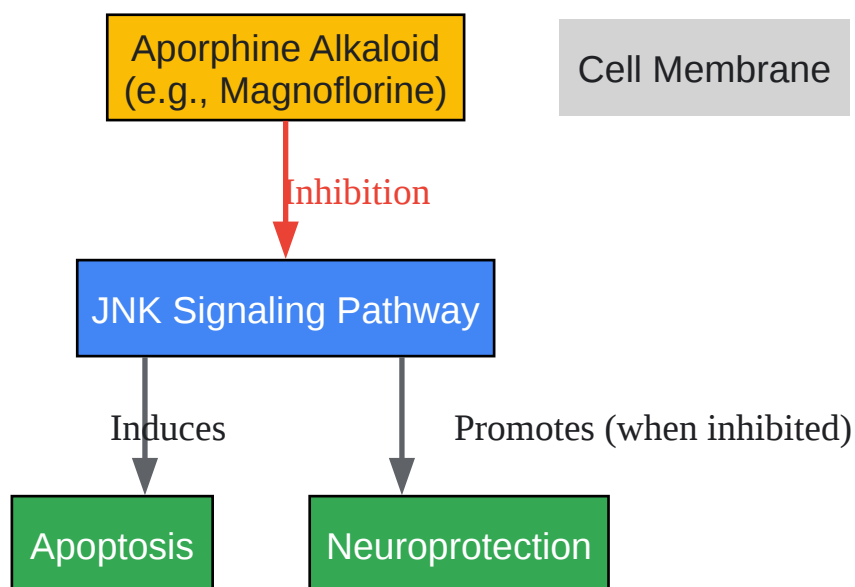 Aporphine Alkaloid
(e.g., Magnoflorine)
Cell Membrane
Inhibition
JNK Signaling Pathway
Induces
Promotes (when inhibited)
Apoptosis
Neuroprotection